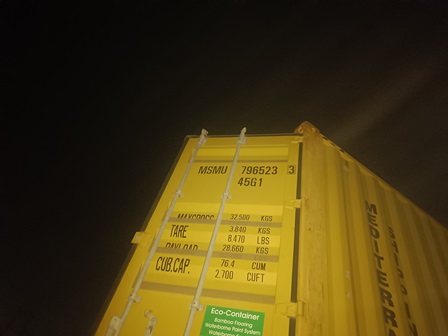 MSMU 796523 3
45G1
MAXGROSS 32.500 KGS
TARE 3.840 KGS
8.470 LBS
PAYLOAD 28.660 KGS
CUB.CAP. 76.4 CUM
2.700 CUFT
Eco-Container
Bamboo Flooring
Waterborne Paint System
MEDITERR